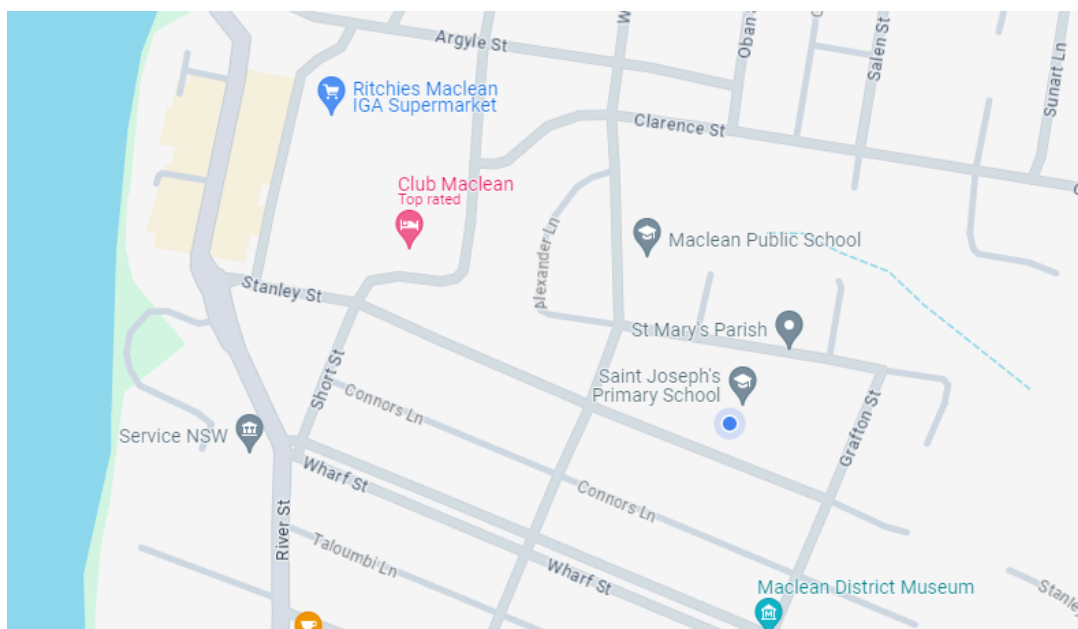 Argyle St
Oban
Salen St
Sunart Ln
Ritchies Maclean
IGA Supermarket
Clarence St
Club Maclean
Top rated
Alexander Ln
Maclean Public School
Stanley St
St Mary's Parish
Short St
Saint Joseph's
Primary School
Connors Ln
Grafton St
Service NSW
Wharf St
Connors Ln
River St
Taloumbi Ln
Wharf St
Maclean District Museum
Stanley